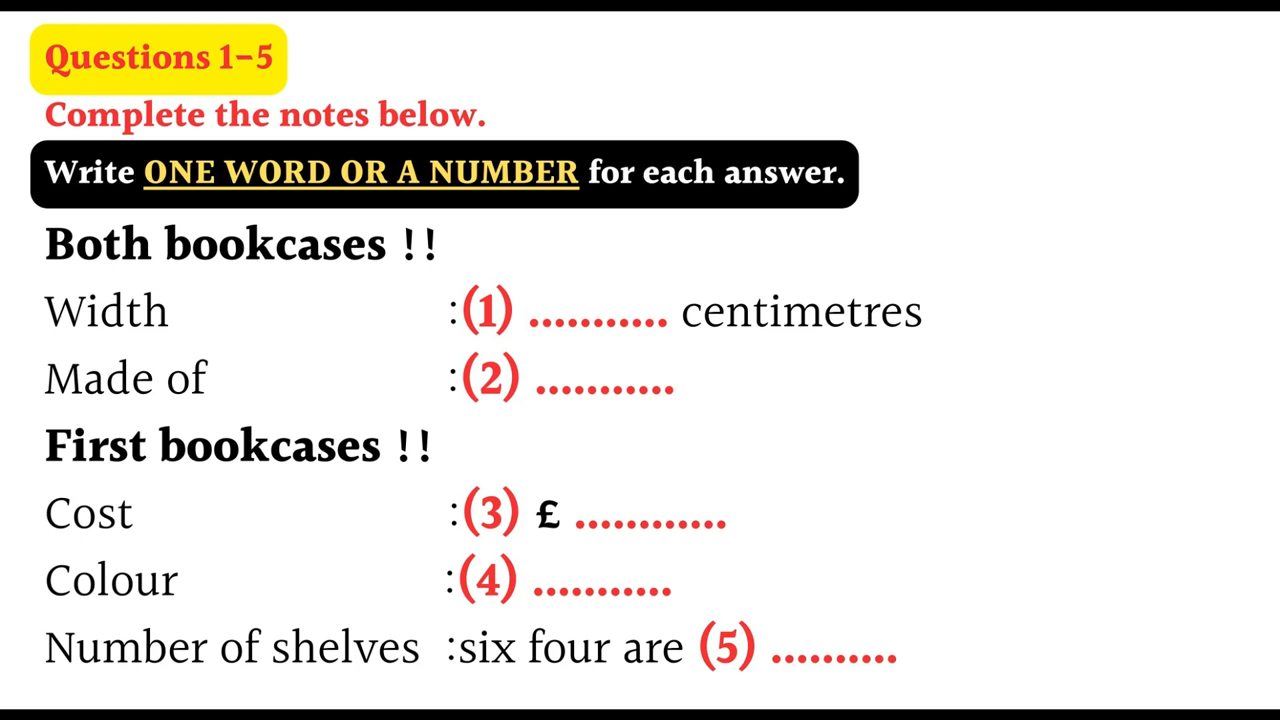 Questions 1–5
Complete the notes below.
Write ONE WORD OR A NUMBER for each answer.
Both bookcases !!
Width :(1) ........... centimetres
Made of :(2) ...........
First bookcases !!
Cost :(3) £ ............
Colour :(4) ...........
Number of shelves :six four are (5) ..........